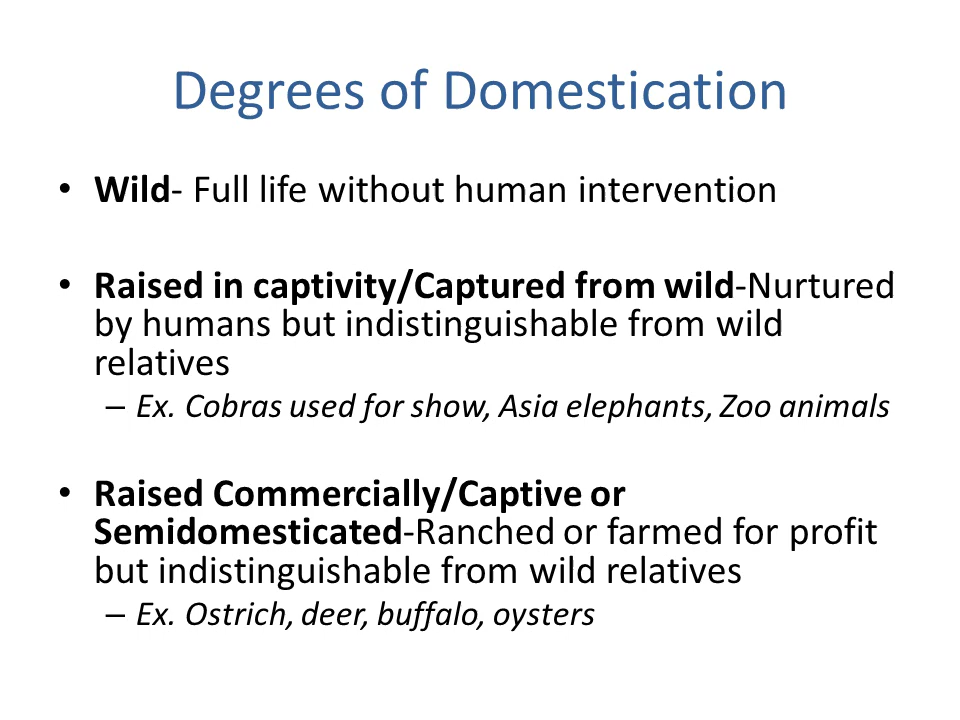 Degrees of Domestication
• Wild- Full life without human intervention
• Raised in captivity/Captured from wild-Nurtured
by humans but indistinguishable from wild
relatives
– Ex. Cobras used for show, Asia elephants, Zoo animals
• Raised Commercially/Captive or
Semidomesticated-Ranched or farmed for profit
but indistinguishable from wild relatives
– Ex. Ostrich, deer, buffalo, oysters